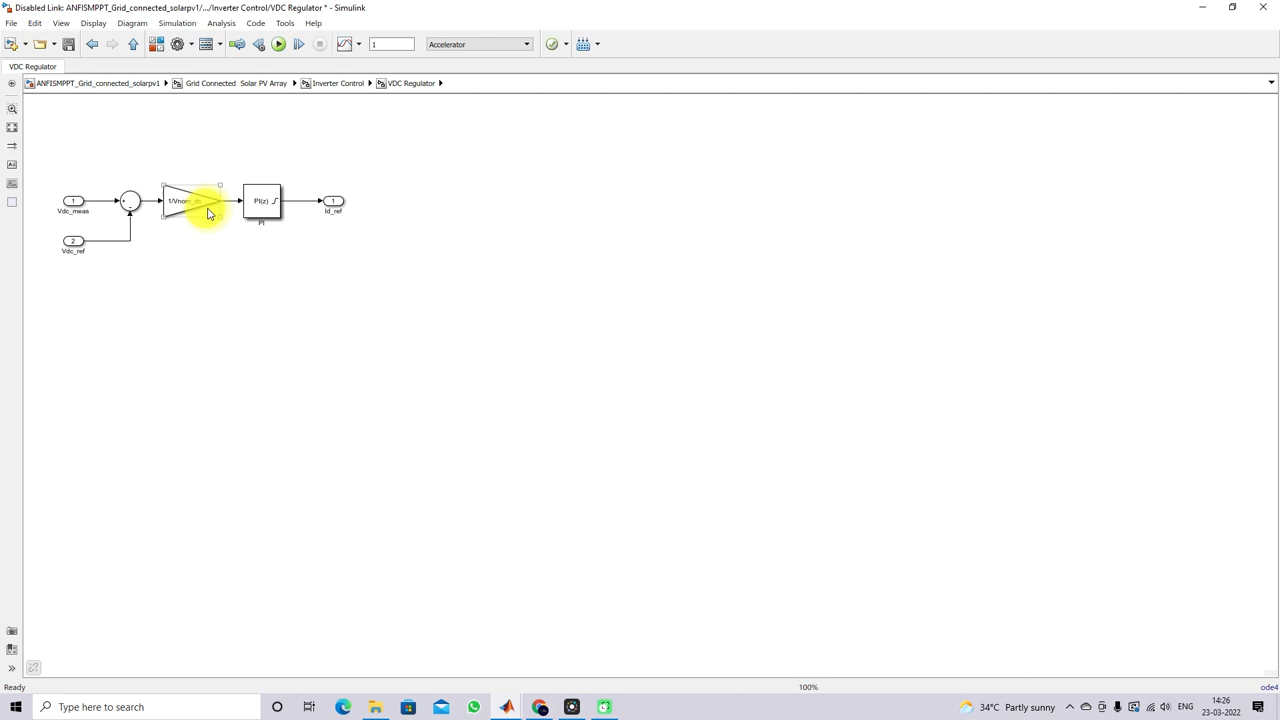 Disabled Link: ANFISMPPT_Grid_connected_solarpv1/.../Inverter Control/VDC Regulator * - Simulink
File Edit View Display Diagram Simulation Analysis Code Tools Help
1 Accelerator
VDC Regulator
ANFISMPPT_Grid_connected_solarpv1 Grid Connected Solar PV Array Inverter Control VDC Regulator
1 1/Vnom_dc PI(z) 1
Vdc_meas PI Id_ref
2
Vdc_ref
Ready 100% ode4
Type here to search 34°C Partly sunny ENG 14:26
23-03-2022